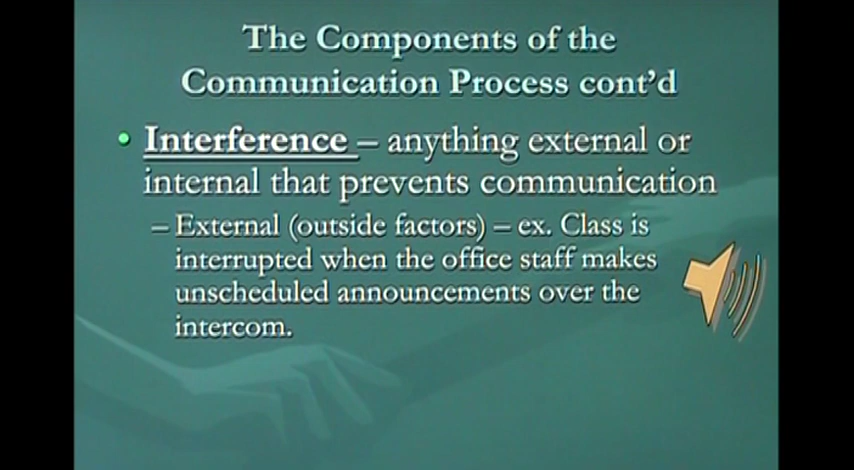 The Components of the
Communication Process cont'd
• Interference – anything external or
internal that prevents communication
– External (outside factors) – ex. Class is
interrupted when the office staff makes
unscheduled announcements over the
intercom.